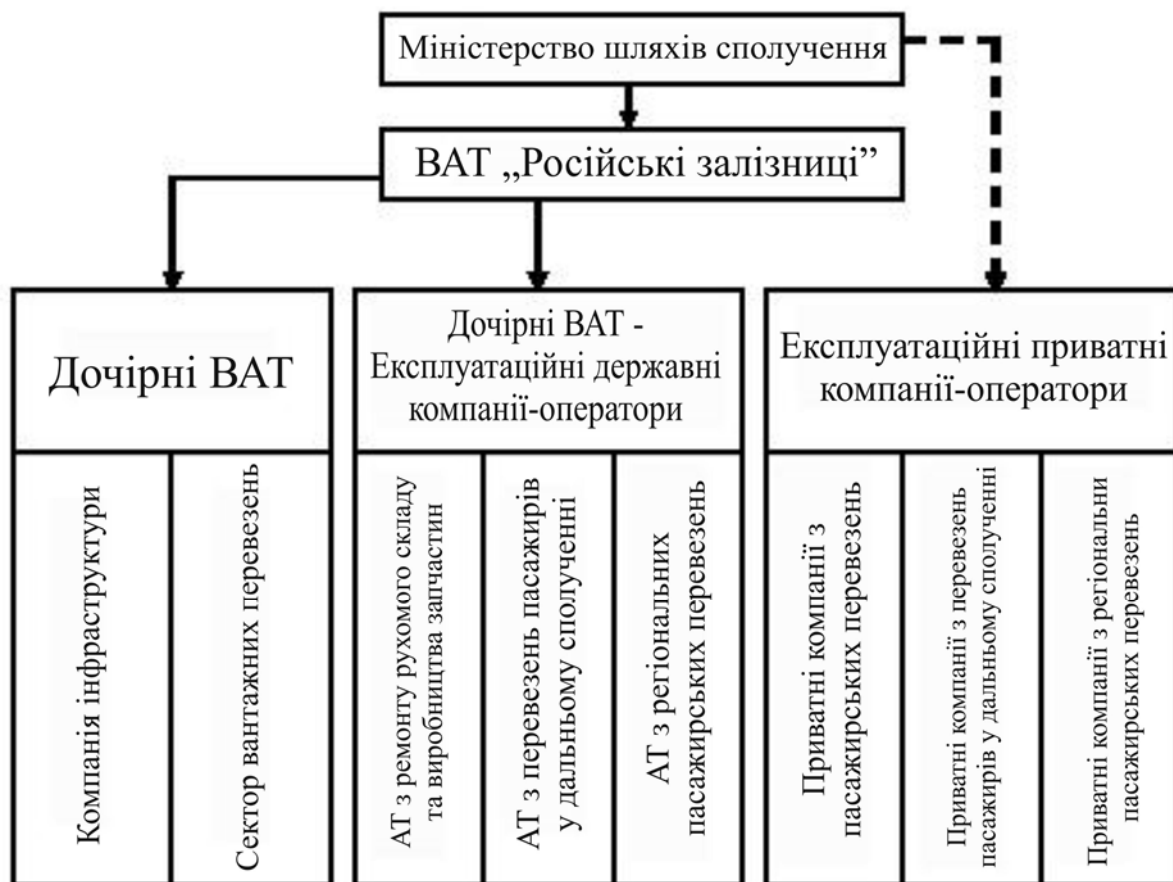 Міністерство шляхів сполучення
ВАТ „Російські залізниці”
Дочірні ВАТ
Дочірні ВАТ -
Експлуатаційні державні
компанії-оператори
Експлуатаційні приватні
компанії-оператори
Компанія інфраструктури
Сектор вантажних перевезень
АТ з ремонту рухомого складу
та виробництва запчастин
АТ з перевезень пасажирів
у дальньому сполученні
АТ з регіональних
пасажирських перевезень
Приватні компанії з
пасажирських перевезень
Приватні компанії з перевезень
пасажирів у дальньому сполученні
Приватні компанії з регіональни
пасажирських перевезень